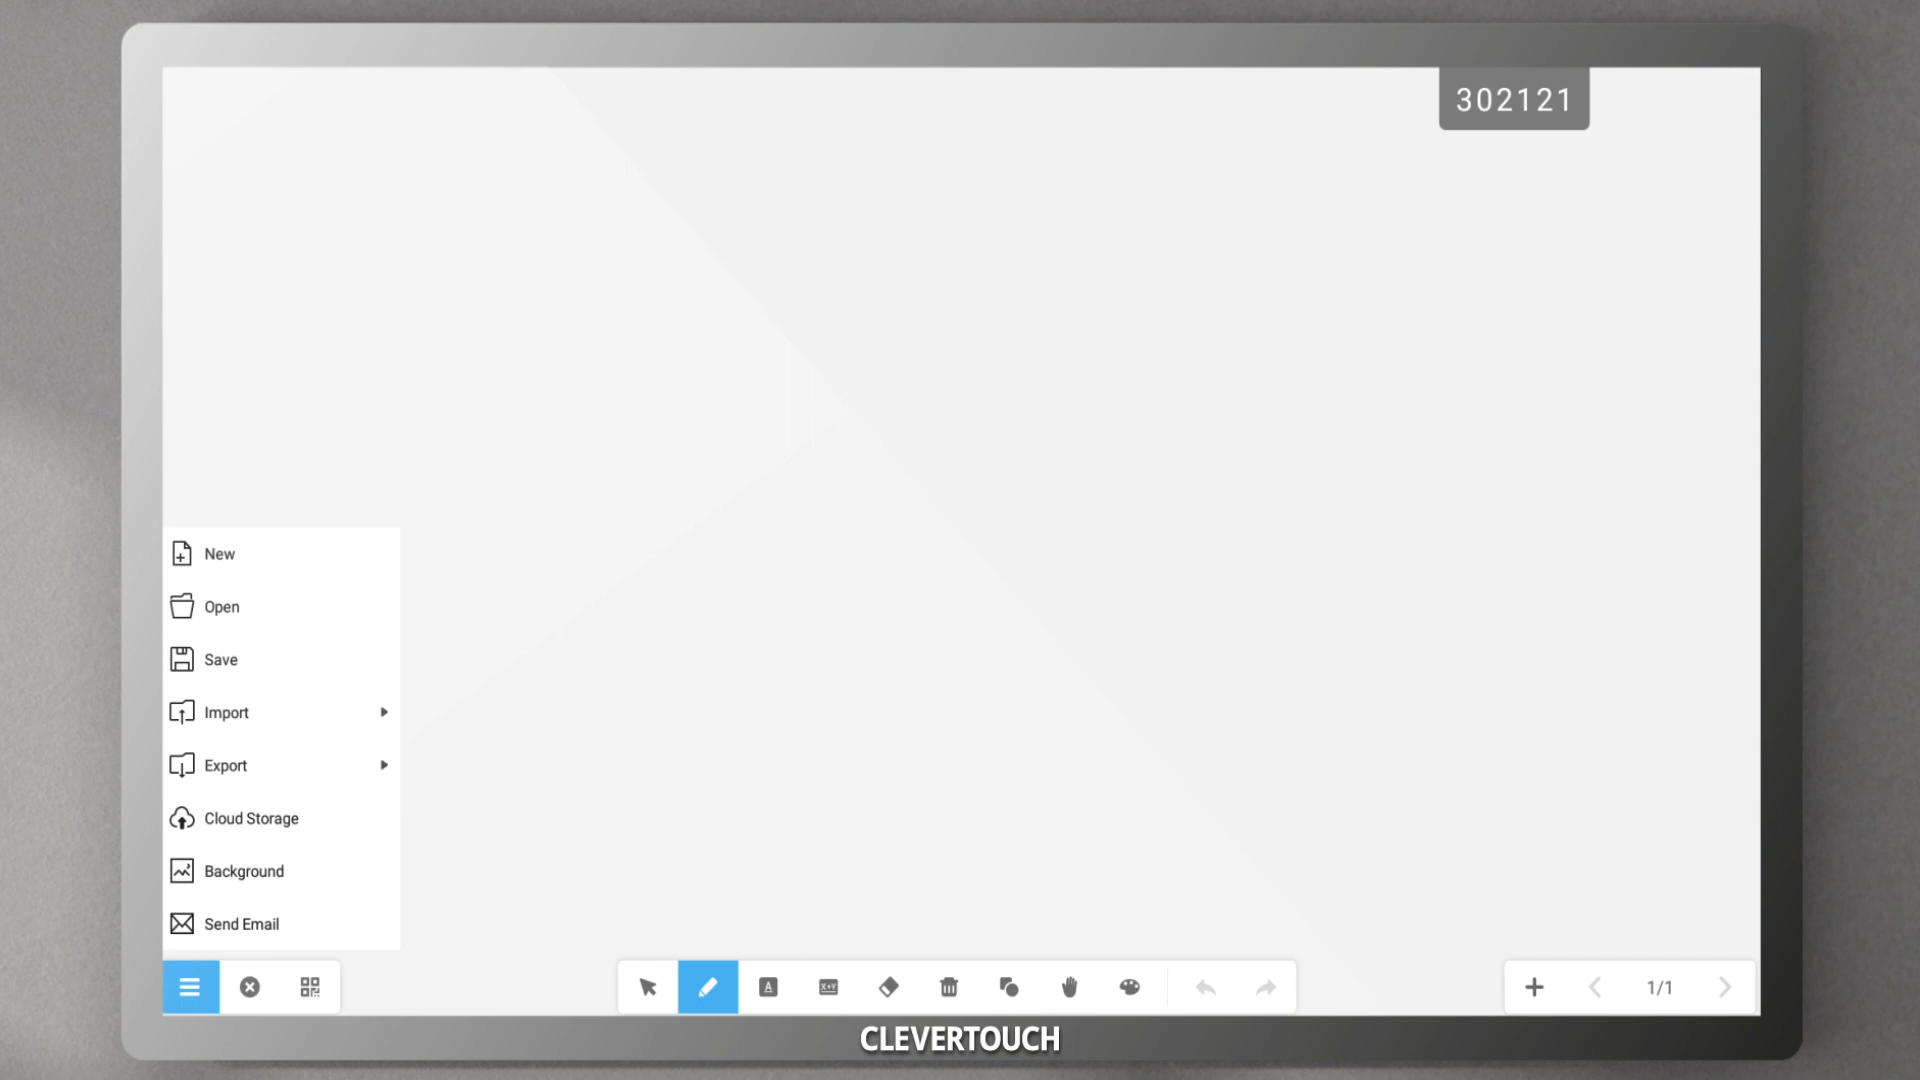 302121
New
Open
Save
Import
Export
Cloud Storage
Background
Send Email
A
X+Y
1/1
CLEVERTOUCH